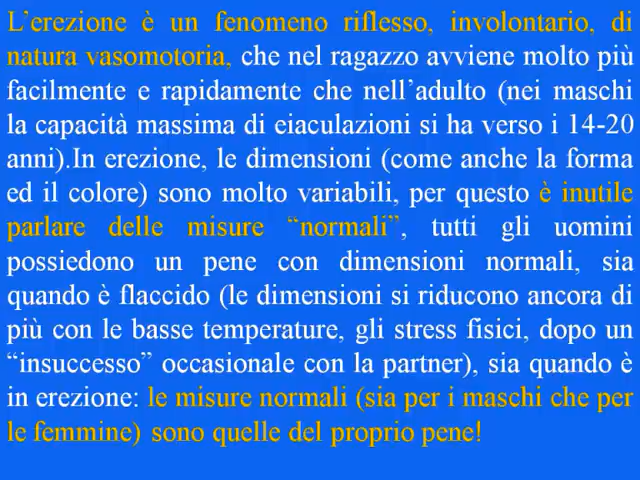 L’erezione è un fenomeno riflesso, involontario, di
natura vasomotoria, che nel ragazzo avviene molto più
facilmente e rapidamente che nell’adulto (nei maschi
la capacità massima di eiaculazioni si ha verso i 14-20
anni).In erezione, le dimensioni (come anche la forma
ed il colore) sono molto variabili, per questo è inutile
parlare delle misure “normali”, tutti gli uomini
possiedono un pene con dimensioni normali, sia
quando è flaccido (le dimensioni si riducono ancora di
più con le basse temperature, gli stress fisici, dopo un
“insuccesso” occasionale con la partner), sia quando è
in erezione: le misure normali (sia per i maschi che per
le femmine) sono quelle del proprio pene!